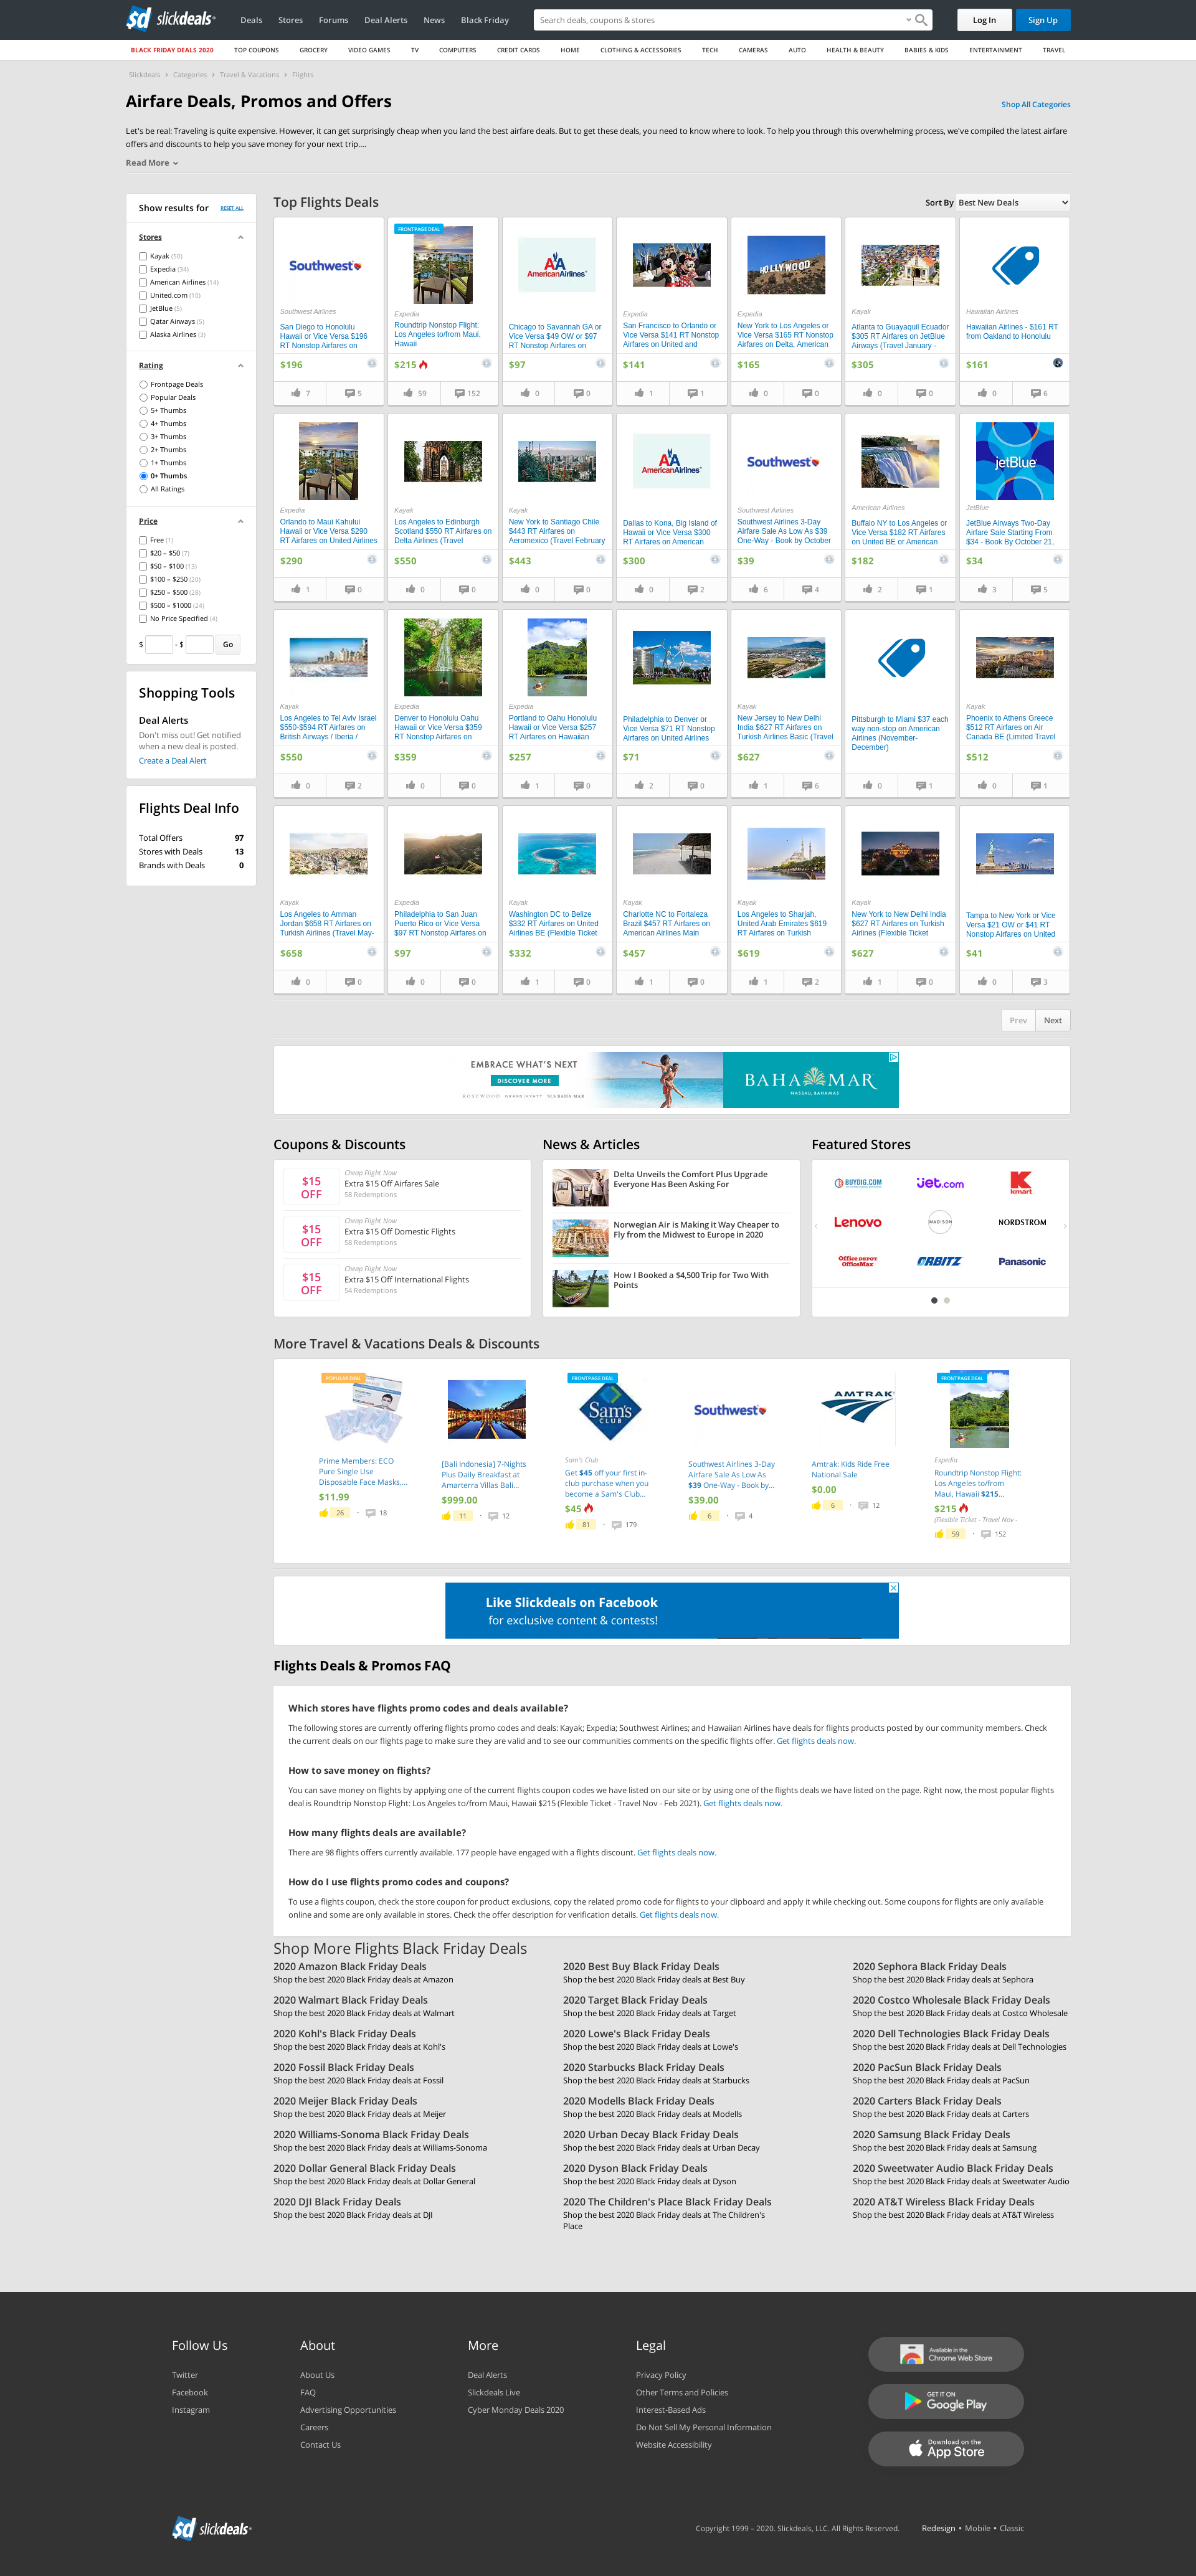 slickdeals
Deals
Stores
Forums
Deal Alerts
News
Black Friday
Search deals, coupons & stores
Log In
Sign Up
BLACK FRIDAY DEALS 2020
TOP COUPONS
GROCERY
VIDEO GAMES
TV
COMPUTERS
CREDIT CARDS
HOME
CLOTHING & ACCESSORIES
TECH
CAMERAS
AUTO
HEALTH & BEAUTY
BABIES & KIDS
ENTERTAINMENT
TRAVEL
Slickdeals > Categories > Travel & Vacations > Flights
Airfare Deals, Promos and Offers
Shop All Categories
Let's be real: Traveling is quite expensive. However, it can get surprisingly cheap when you land the best airfare deals. But to get these deals, you need to know where to look. To help you through this overwhelming process, we've compiled the latest airfare
offers and discounts to help you save money for your next trip....
Read More
Show results for
RESET ALL
Stores
Kayak (50)
Expedia (34)
American Airlines (14)
United.com (10)
JetBlue (5)
Qatar Airways (5)
Alaska Airlines (3)
Rating
Frontpage Deals
Popular Deals
5+ Thumbs
4+ Thumbs
3+ Thumbs
2+ Thumbs
1+ Thumbs
0+ Thumbs
All Ratings
Price
Free (1)
$20 – $50 (7)
$50 – $100 (13)
$100 – $250 (20)
$250 – $500 (28)
$500 – $1000 (24)
No Price Specified (4)
$ - $ Go
Shopping Tools
Deal Alerts
Don't miss out! Get notified
when a new deal is posted.
Create a Deal Alert
Flights Deal Info
Total Offers 97
Stores with Deals 13
Brands with Deals 0
Top Flights Deals
Sort By Best New Deals
Southwest
Southwest Airlines
San Diego to Honolulu
Hawaii or Vice Versa $196
RT Nonstop Airfares on
$196
7 5
FRONTPAGE DEAL
Expedia
Roundtrip Nonstop Flight:
Los Angeles to/from Maui,
Hawaii
$215
59 152
AmericanAirlines
Chicago to Savannah GA or
Vice Versa $49 OW or $97
RT Nonstop Airfares on
$97
0 0
Expedia
San Francisco to Orlando or
Vice Versa $141 RT Nonstop
Airfares on United and
$141
1 1
HOLLYWOOD
Expedia
New York to Los Angeles or
Vice Versa $165 RT Nonstop
Airfares on Delta, American
$165
0 0
Kayak
Atlanta to Guayaquil Ecuador
$305 RT Airfares on JetBlue
Airways (Travel January -
$305
0 0
Hawaiian Airlines
Hawaiian Airlines - $161 RT
from Oakland to Honolulu
$161
0 6
Expedia
Orlando to Maui Kahului
Hawaii or Vice Versa $290
RT Airfares on United Airlines
$290
1 0
Kayak
Los Angeles to Edinburgh
Scotland $550 RT Airfares on
Delta Airlines (Travel
$550
0 0
Kayak
New York to Santiago Chile
$443 RT Airfares on
Aeromexico (Travel February
$443
0 0
AmericanAirlines
Dallas to Kona, Big Island of
Hawaii or Vice Versa $300
RT Airfares on American
$300
0 2
Southwest
Southwest Airlines
Southwest Airlines 3-Day
Airfare Sale As Low As $39
One-Way - Book by October
$39
6 4
American Airlines
Buffalo NY to Los Angeles or
Vice Versa $182 RT Airfares
on United BE or American
$182
2 1
jetBlue
JetBlue
JetBlue Airways Two-Day
Airfare Sale Starting From
$34 - Book By October 21,
$34
3 5
Kayak
Los Angeles to Tel Aviv Israel
$550-$594 RT Airfares on
British Airways / Iberia /
$550
0 2
Expedia
Denver to Honolulu Oahu
Hawaii or Vice Versa $359
RT Nonstop Airfares on
$359
0 0
Expedia
Portland to Oahu Honolulu
Hawaii or Vice Versa $257
RT Airfares on Hawaiian
$257
1 0
Philadelphia to Denver or
Vice Versa $71 RT Nonstop
Airfares on United Airlines
$71
2 0
Kayak
New Jersey to New Delhi
India $627 RT Airfares on
Turkish Airlines Basic (Travel
$627
1 6
Pittsburgh to Miami $37 each
way non-stop on American
Airlines (November-
December)
0 1
Kayak
Phoenix to Athens Greece
$512 RT Airfares on Air
Canada BE (Limited Travel
$512
0 1
Kayak
Los Angeles to Amman
Jordan $658 RT Airfares on
Turkish Airlines (Travel May-
$658
0 0
Expedia
Philadelphia to San Juan
Puerto Rico or Vice Versa
$97 RT Nonstop Airfares on
$97
0 0
Kayak
Washington DC to Belize
$332 RT Airfares on United
Airlines BE (Flexible Ticket
$332
1 0
Kayak
Charlotte NC to Fortaleza
Brazil $457 RT Airfares on
American Airlines Main
$457
1 0
Kayak
Los Angeles to Sharjah,
United Arab Emirates $619
RT Airfares on Turkish
$619
1 2
Kayak
New York to New Delhi India
$627 RT Airfares on Turkish
Airlines (Flexible Ticket
$627
1 0
Tampa to New York or Vice
Versa $21 OW or $41 RT
Nonstop Airfares on United
$41
0 3
Prev Next
EMBRACE WHAT'S NEXT
DISCOVER MORE
ROSEWOOD GRAND HYATT SLS BAHA MAR
BAHA MAR
NASSAU, BAHAMAS
Coupons & Discounts
$15
OFF
Cheap Flight Now
Extra $15 Off Airfares Sale
58 Redemptions
$15
OFF
Cheap Flight Now
Extra $15 Off Domestic Flights
58 Redemptions
$15
OFF
Cheap Flight Now
Extra $15 Off International Flights
54 Redemptions
News & Articles
Delta Unveils the Comfort Plus Upgrade
Everyone Has Been Asking For
Norwegian Air is Making it Way Cheaper to
Fly from the Midwest to Europe in 2020
How I Booked a $4,500 Trip for Two With
Points
Featured Stores
BUYDIG.COM
jet.com
kmart
Lenovo
MADISON
NORDSTROM
Office DEPOT
OfficeMax
ORBITZ
Panasonic
More Travel & Vacations Deals & Discounts
POPULAR DEAL
Prime Members: ECO
Pure Single Use
Disposable Face Masks,...
$11.99
26 18
[Bali Indonesia] 7-Nights
Plus Daily Breakfast at
Amarterra Villas Bali...
$999.00
11 12
FRONTPAGE DEAL
Sam's CLUB
Sam's Club
Get $45 off your first in-
club purchase when you
become a Sam's Club...
$45
81 179
Southwest
Southwest Airlines 3-Day
Airfare Sale As Low As
$39 One-Way - Book by...
$39.00
6 4
AMTRAK
Amtrak: Kids Ride Free
National Sale
$0.00
6 12
FRONTPAGE DEAL
Expedia
Roundtrip Nonstop Flight:
Los Angeles to/from
Maui, Hawaii $215...
$215
(Flexible Ticket - Travel Nov -
59 152
Like Slickdeals on Facebook
for exclusive content & contests!
Flights Deals & Promos FAQ
Which stores have flights promo codes and deals available?
The following stores are currently offering flights promo codes and deals: Kayak; Expedia; Southwest Airlines; and Hawaiian Airlines have deals for flights products posted by our community members. Check
the current deals on our flights page to make sure they are valid and to see our communities comments on the specific flights offer. Get flights deals now.
How to save money on flights?
You can save money on flights by applying one of the current flights coupon codes we have listed on our site or by using one of the flights deals we have listed on the page. Right now, the most popular flights
deal is Roundtrip Nonstop Flight: Los Angeles to/from Maui, Hawaii $215 (Flexible Ticket - Travel Nov - Feb 2021). Get flights deals now.
How many flights deals are available?
There are 98 flights offers currently available. 177 people have engaged with a flights discount. Get flights deals now.
How do I use flights promo codes and coupons?
To use a flights coupon, check the store coupon for product exclusions, copy the related promo code for flights to your clipboard and apply it while checking out. Some coupons for flights are only available
online and some are only available in stores. Check the offer description for verification details. Get flights deals now.
Shop More Flights Black Friday Deals
2020 Amazon Black Friday Deals
Shop the best 2020 Black Friday deals at Amazon
2020 Best Buy Black Friday Deals
Shop the best 2020 Black Friday deals at Best Buy
2020 Sephora Black Friday Deals
Shop the best 2020 Black Friday deals at Sephora
2020 Walmart Black Friday Deals
Shop the best 2020 Black Friday deals at Walmart
2020 Target Black Friday Deals
Shop the best 2020 Black Friday deals at Target
2020 Costco Wholesale Black Friday Deals
Shop the best 2020 Black Friday deals at Costco Wholesale
2020 Kohl's Black Friday Deals
Shop the best 2020 Black Friday deals at Kohl's
2020 Lowe's Black Friday Deals
Shop the best 2020 Black Friday deals at Lowe's
2020 Dell Technologies Black Friday Deals
Shop the best 2020 Black Friday deals at Dell Technologies
2020 Fossil Black Friday Deals
Shop the best 2020 Black Friday deals at Fossil
2020 Starbucks Black Friday Deals
Shop the best 2020 Black Friday deals at Starbucks
2020 PacSun Black Friday Deals
Shop the best 2020 Black Friday deals at PacSun
2020 Meijer Black Friday Deals
Shop the best 2020 Black Friday deals at Meijer
2020 Modells Black Friday Deals
Shop the best 2020 Black Friday deals at Modells
2020 Carters Black Friday Deals
Shop the best 2020 Black Friday deals at Carters
2020 Williams-Sonoma Black Friday Deals
Shop the best 2020 Black Friday deals at Williams-Sonoma
2020 Urban Decay Black Friday Deals
Shop the best 2020 Black Friday deals at Urban Decay
2020 Samsung Black Friday Deals
Shop the best 2020 Black Friday deals at Samsung
2020 Dollar General Black Friday Deals
Shop the best 2020 Black Friday deals at Dollar General
2020 Dyson Black Friday Deals
Shop the best 2020 Black Friday deals at Dyson
2020 Sweetwater Audio Black Friday Deals
Shop the best 2020 Black Friday deals at Sweetwater Audio
2020 DJI Black Friday Deals
Shop the best 2020 Black Friday deals at DJI
2020 The Children's Place Black Friday Deals
Shop the best 2020 Black Friday deals at The Children's
Place
2020 AT&T Wireless Black Friday Deals
Shop the best 2020 Black Friday deals at AT&T Wireless
Follow Us
Twitter
Facebook
Instagram
About
About Us
FAQ
Advertising Opportunities
Careers
Contact Us
More
Deal Alerts
Slickdeals Live
Cyber Monday Deals 2020
Legal
Privacy Policy
Other Terms and Policies
Interest-Based Ads
Do Not Sell My Personal Information
Website Accessibility
Available in the
Chrome Web Store
GET IT ON
Google Play
Download on the
App Store
slickdeals
Copyright 1999 – 2020. Slickdeals, LLC. All Rights Reserved.
Redesign • Mobile • Classic